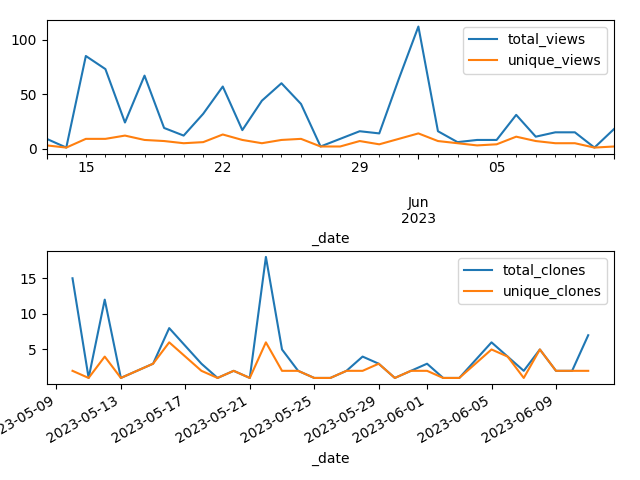 100
50
0
total_views
unique_views
15
22
29
05
Jun
2023
_date
15
10
5
total_clones
unique_clones
23-05-09
2023-05-13
2023-05-17
2023-05-21
2023-05-25
2023-05-29
2023-06-01
2023-06-05
2023-06-09
_date